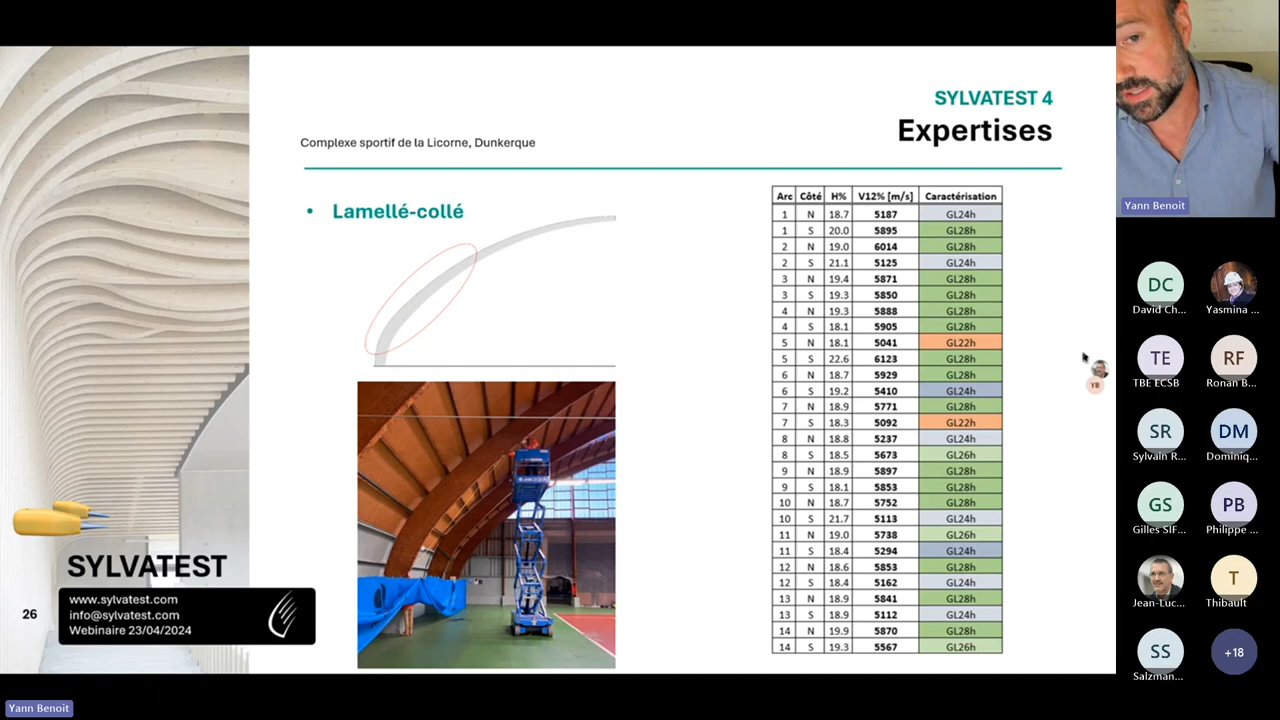 SYLVATEST 4
Expertises
Complexe sportif de la Licorne, Dunkerque
• Lamellé-collé
Arc Côté H% V12% [m/s] Caractérisation
1 N 18.7 5187 GL24h
1 S 20.0 5895 GL28h
2 N 19.0 6014 GL28h
2 S 21.1 5125 GL24h
3 N 19.4 5871 GL28h
3 S 19.3 5850 GL28h
4 N 19.3 5888 GL28h
4 S 18.1 5905 GL28h
5 N 18.1 5041 GL22h
5 S 22.6 6123 GL28h
6 N 18.7 5929 GL28h
6 S 19.2 5410 GL24h
7 N 18.9 5771 GL28h
7 S 18.3 5092 GL22h
8 N 18.8 5237 GL24h
8 S 18.5 5673 GL26h
9 N 18.9 5897 GL28h
9 S 18.1 5853 GL28h
10 N 18.7 5752 GL28h
10 S 21.7 5113 GL24h
11 N 19.0 5738 GL26h
11 S 18.4 5294 GL24h
12 N 18.6 5853 GL28h
12 S 18.4 5162 GL24h
13 N 18.9 5841 GL28h
13 S 18.9 5112 GL24h
14 N 19.9 5870 GL28h
14 S 19.3 5567 GL26h
SYLVATEST
www.sylvatest.com
info@sylvatest.com
Webinaire 23/04/2024
26
YB
Yann Benoit
DC
David Ch...
Yasmina ...
TE
TBE ECSB
RF
Ronan B...
SR
Sylvain R...
DM
Dominiq...
GS
Gilles SIF...
PB
Philippe ...
Jean-Luc...
T
Thibault
SS
Salzman...
+18
Yann Benoit